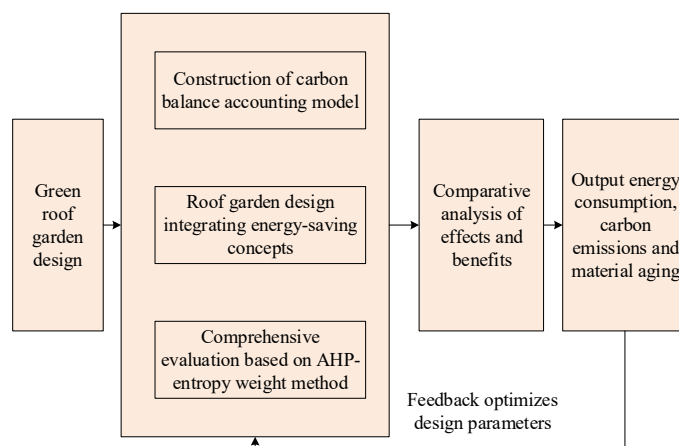 Construction of carbon
balance accounting model
Green
roof
garden
design
Roof garden design
integrating energy-saving
concepts
Comparative
analysis of
effects and
benefits
Output energy
consumption,
carbon
emissions and
material aging
Comprehensive
evaluation based on AHP-
entropy weight method
Feedback optimizes
design parameters